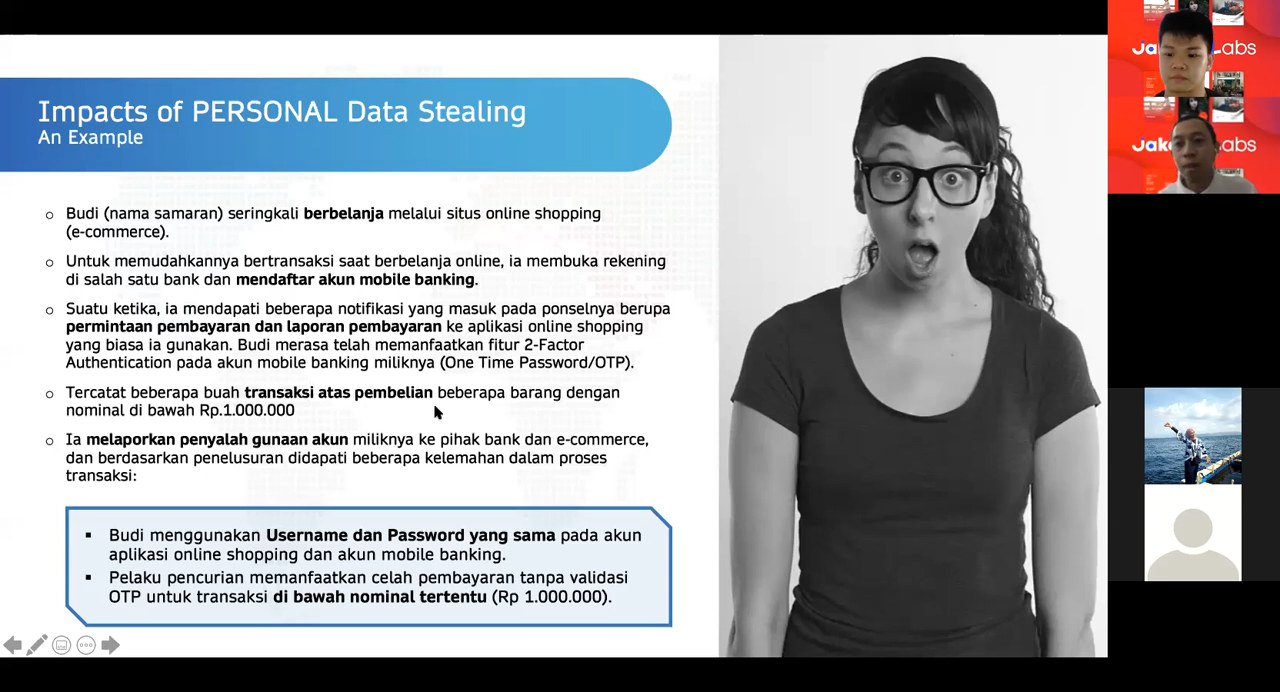 Impacts of PERSONAL Data Stealing
An Example
○ Budi (nama samaran) seringkali berbelanja melalui situs online shopping
(e-commerce).
○ Untuk memudahkannya bertransaksi saat berbelanja online, ia membuka rekening
di salah satu bank dan mendaftar akun mobile banking.
○ Suatu ketika, ia mendapati beberapa notifikasi yang masuk pada ponselnya berupa
permintaan pembayaran dan laporan pembayaran ke aplikasi online shopping
yang biasa ia gunakan. Budi merasa telah memanfaatkan fitur 2-Factor
Authentication pada akun mobile banking miliknya (One Time Password/OTP).
○ Tercatat beberapa buah transaksi atas pembelian beberapa barang dengan
nominal di bawah Rp.1.000.000
○ Ia melaporkan penyalah gunaan akun miliknya ke pihak bank dan e-commerce,
dan berdasarkan penelusuran didapati beberapa kelemahan dalam proses
transaksi:
▪ Budi menggunakan Username dan Password yang sama pada akun
aplikasi online shopping dan akun mobile banking.
▪ Pelaku pencurian memanfaatkan celah pembayaran tanpa validasi
OTP untuk transaksi di bawah nominal tertentu (Rp 1.000.000).